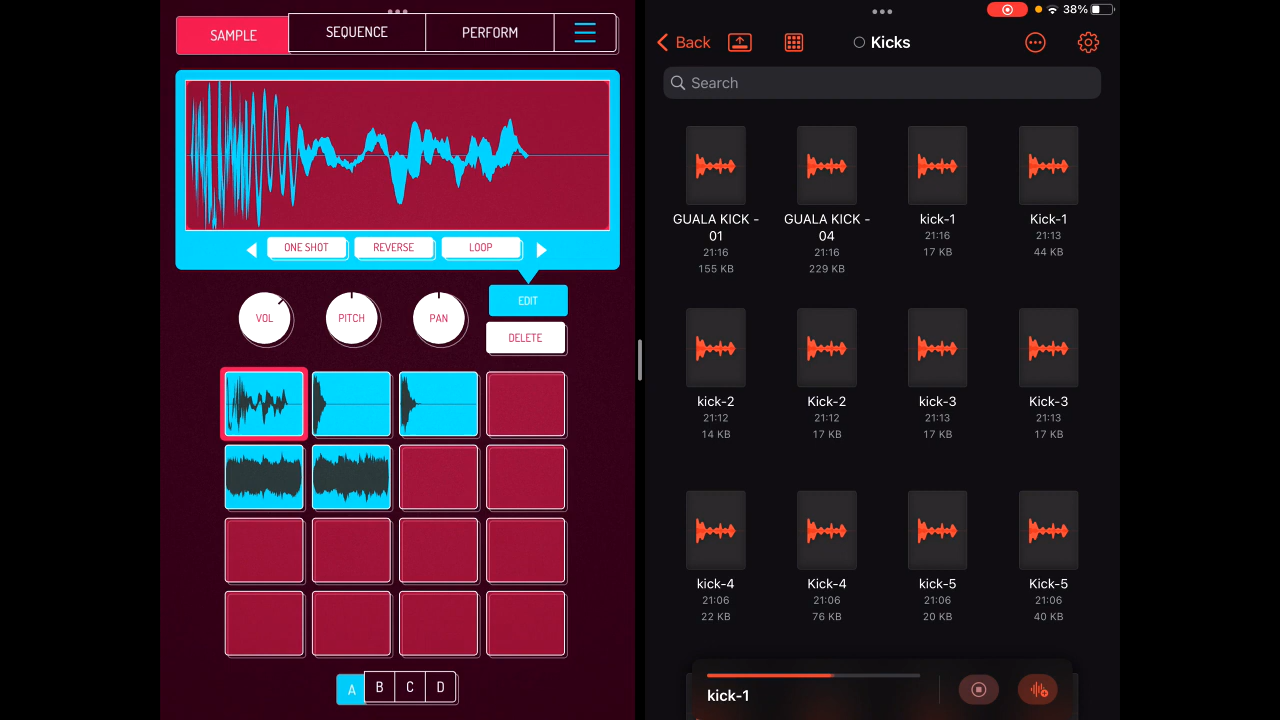 SAMPLE
SEQUENCE
PERFORM
ONE SHOT
REVERSE
LOOP
VOL
PITCH
PAN
EDIT
DELETE
A
B
C
D
38%
Back
Kicks
Search
GUALA KICK - 01
21:16
155 KB
GUALA KICK - 04
21:16
229 KB
kick-1
21:16
17 KB
Kick-1
21:13
44 KB
kick-2
21:12
14 KB
Kick-2
21:12
17 KB
kick-3
21:13
17 KB
Kick-3
21:13
17 KB
kick-4
21:06
22 KB
Kick-4
21:06
76 KB
kick-5
21:06
20 KB
Kick-5
21:06
40 KB
kick-1